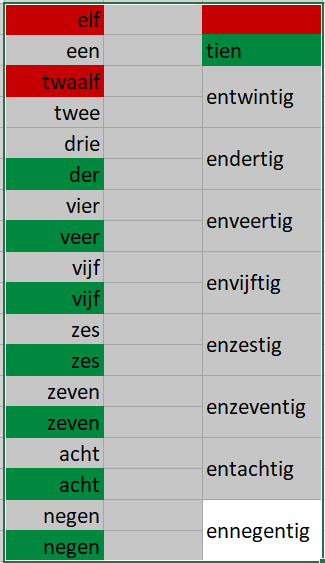 elf
een
tien
twaalf
entwintig
twee
drie
endertig
der
vier
enveertig
veer
vijf
envijftig
vijf
zes
enzestig
zes
zeven
enzeventig
zeven
acht
entachtig
acht
negen
ennegentig
negen